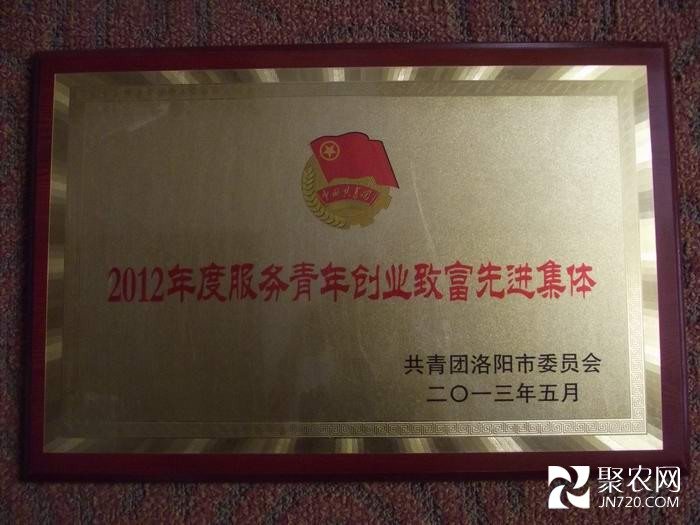 中国共青团
2012年度服务青年创业致富先进集体
共青团洛阳市委员会
二〇一三年五月
聚农网
JN720.COM